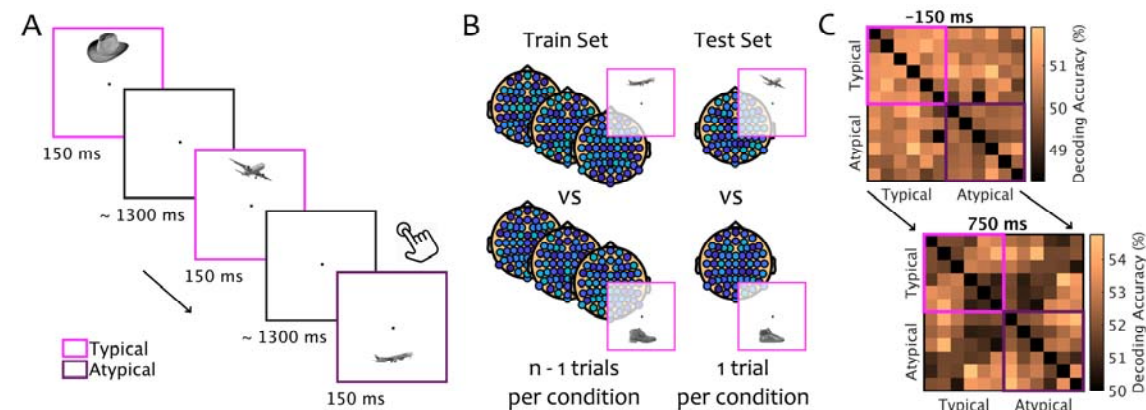 A
150 ms
~ 1300 ms
150 ms
~ 1300 ms
150 ms
Typical
Atypical
B
Train Set
Test Set
vs
vs
n - 1 trials
per condition
1 trial
per condition
C
-150 ms
Typical
Atypical
Typical
Atypical
51
50
49
Decoding Accuracy (%)
750 ms
Typical
Atypical
Typical
Atypical
54
53
52
51
50
Decoding Accuracy (%)